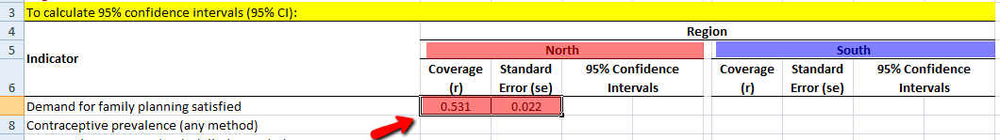 3 To calculate 95% confidence intervals (95% CI):
4 Region
5 North South
Indicator
Coverage Standard 95% Confidence Coverage Standard 95% Confidence
6 (r) Error (se) Intervals (r) Error (se) Intervals
Demand for family planning satisfied 0.531 0.022
8 Contraceptive prevalence (any method)